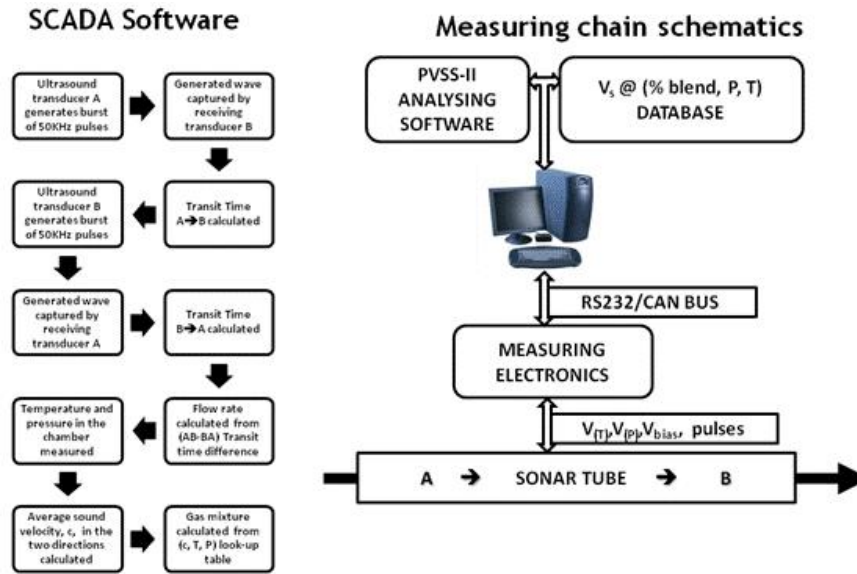 SCADA Software
Ultrasound
transducer A
generates burst
of 50KHz pulses
Generated wave
captured by
receiving
transducer B
Ultrasound
transducer B
generates burst
of 50KHz pulses
Transit Time
A➔B calculated
Generated wave
captured by
receiving
transducer A
Transit Time
B➔A calculated
Temperature and
pressure in the
chamber
measured
Flow rate
calculated from
(AB-BA) Transit
time difference
Average sound
velocity, c, in the
two directions
calculated
Gas mixture
calculated from
(c, T, P) look-up
table
Measuring chain schematics
PVSS-II
ANALYSING
SOFTWARE
Vs @ (% blend, P, T)
DATABASE
RS232/CAN BUS
MEASURING
ELECTRONICS
V(T),V(P),Vbias, pulses
A ➔ SONAR TUBE ➔ B